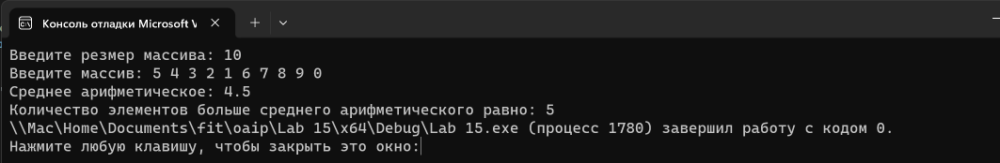 Консоль отладки Microsoft V
Введите резмер массива: 10
Введите массив: 5 4 3 2 1 6 7 8 9 0
Среднее арифметическое: 4.5
Количество элементов больше среднего арифметического равно: 5
\\Mac\Home\Documents\fit\oaip\Lab 15\x64\Debug\Lab 15.exe (процесс 1780) завершил работу с кодом 0.
Нажмите любую клавишу, чтобы закрыть это окно: